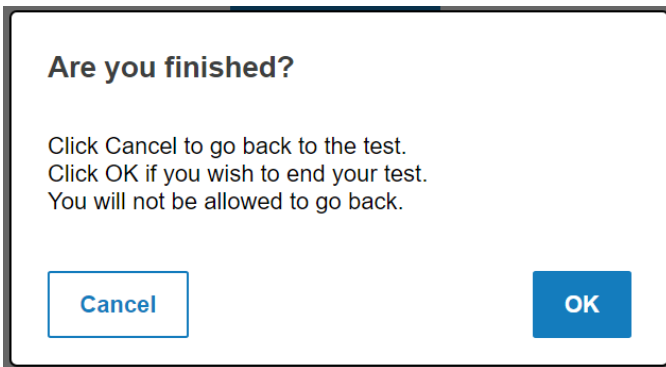 Are you finished?
Click Cancel to go back to the test.
Click OK if you wish to end your test.
You will not be allowed to go back.
Cancel
OK